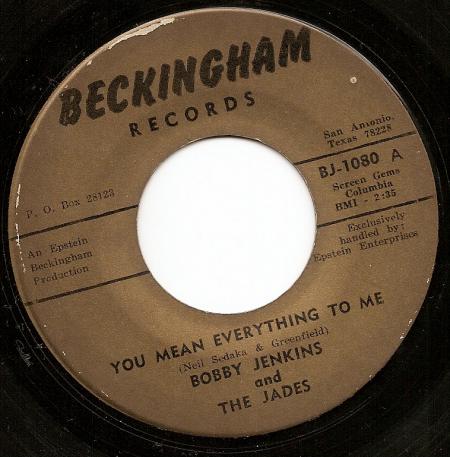 BECKINGHAM
RECORDS
San Antonio,
Texas 78228
P. O. Box 28123
BJ-1080 A
Screen Gems
Columbia
BMI - 2:35
An Epstein
Beckingham
Production
Exclusively
handled by:
Epstein Enterprises
YOU MEAN EVERYTHING TO ME
(Neil Sedaka & Greenfield)
BOBBY JENKINS
and
THE JADES